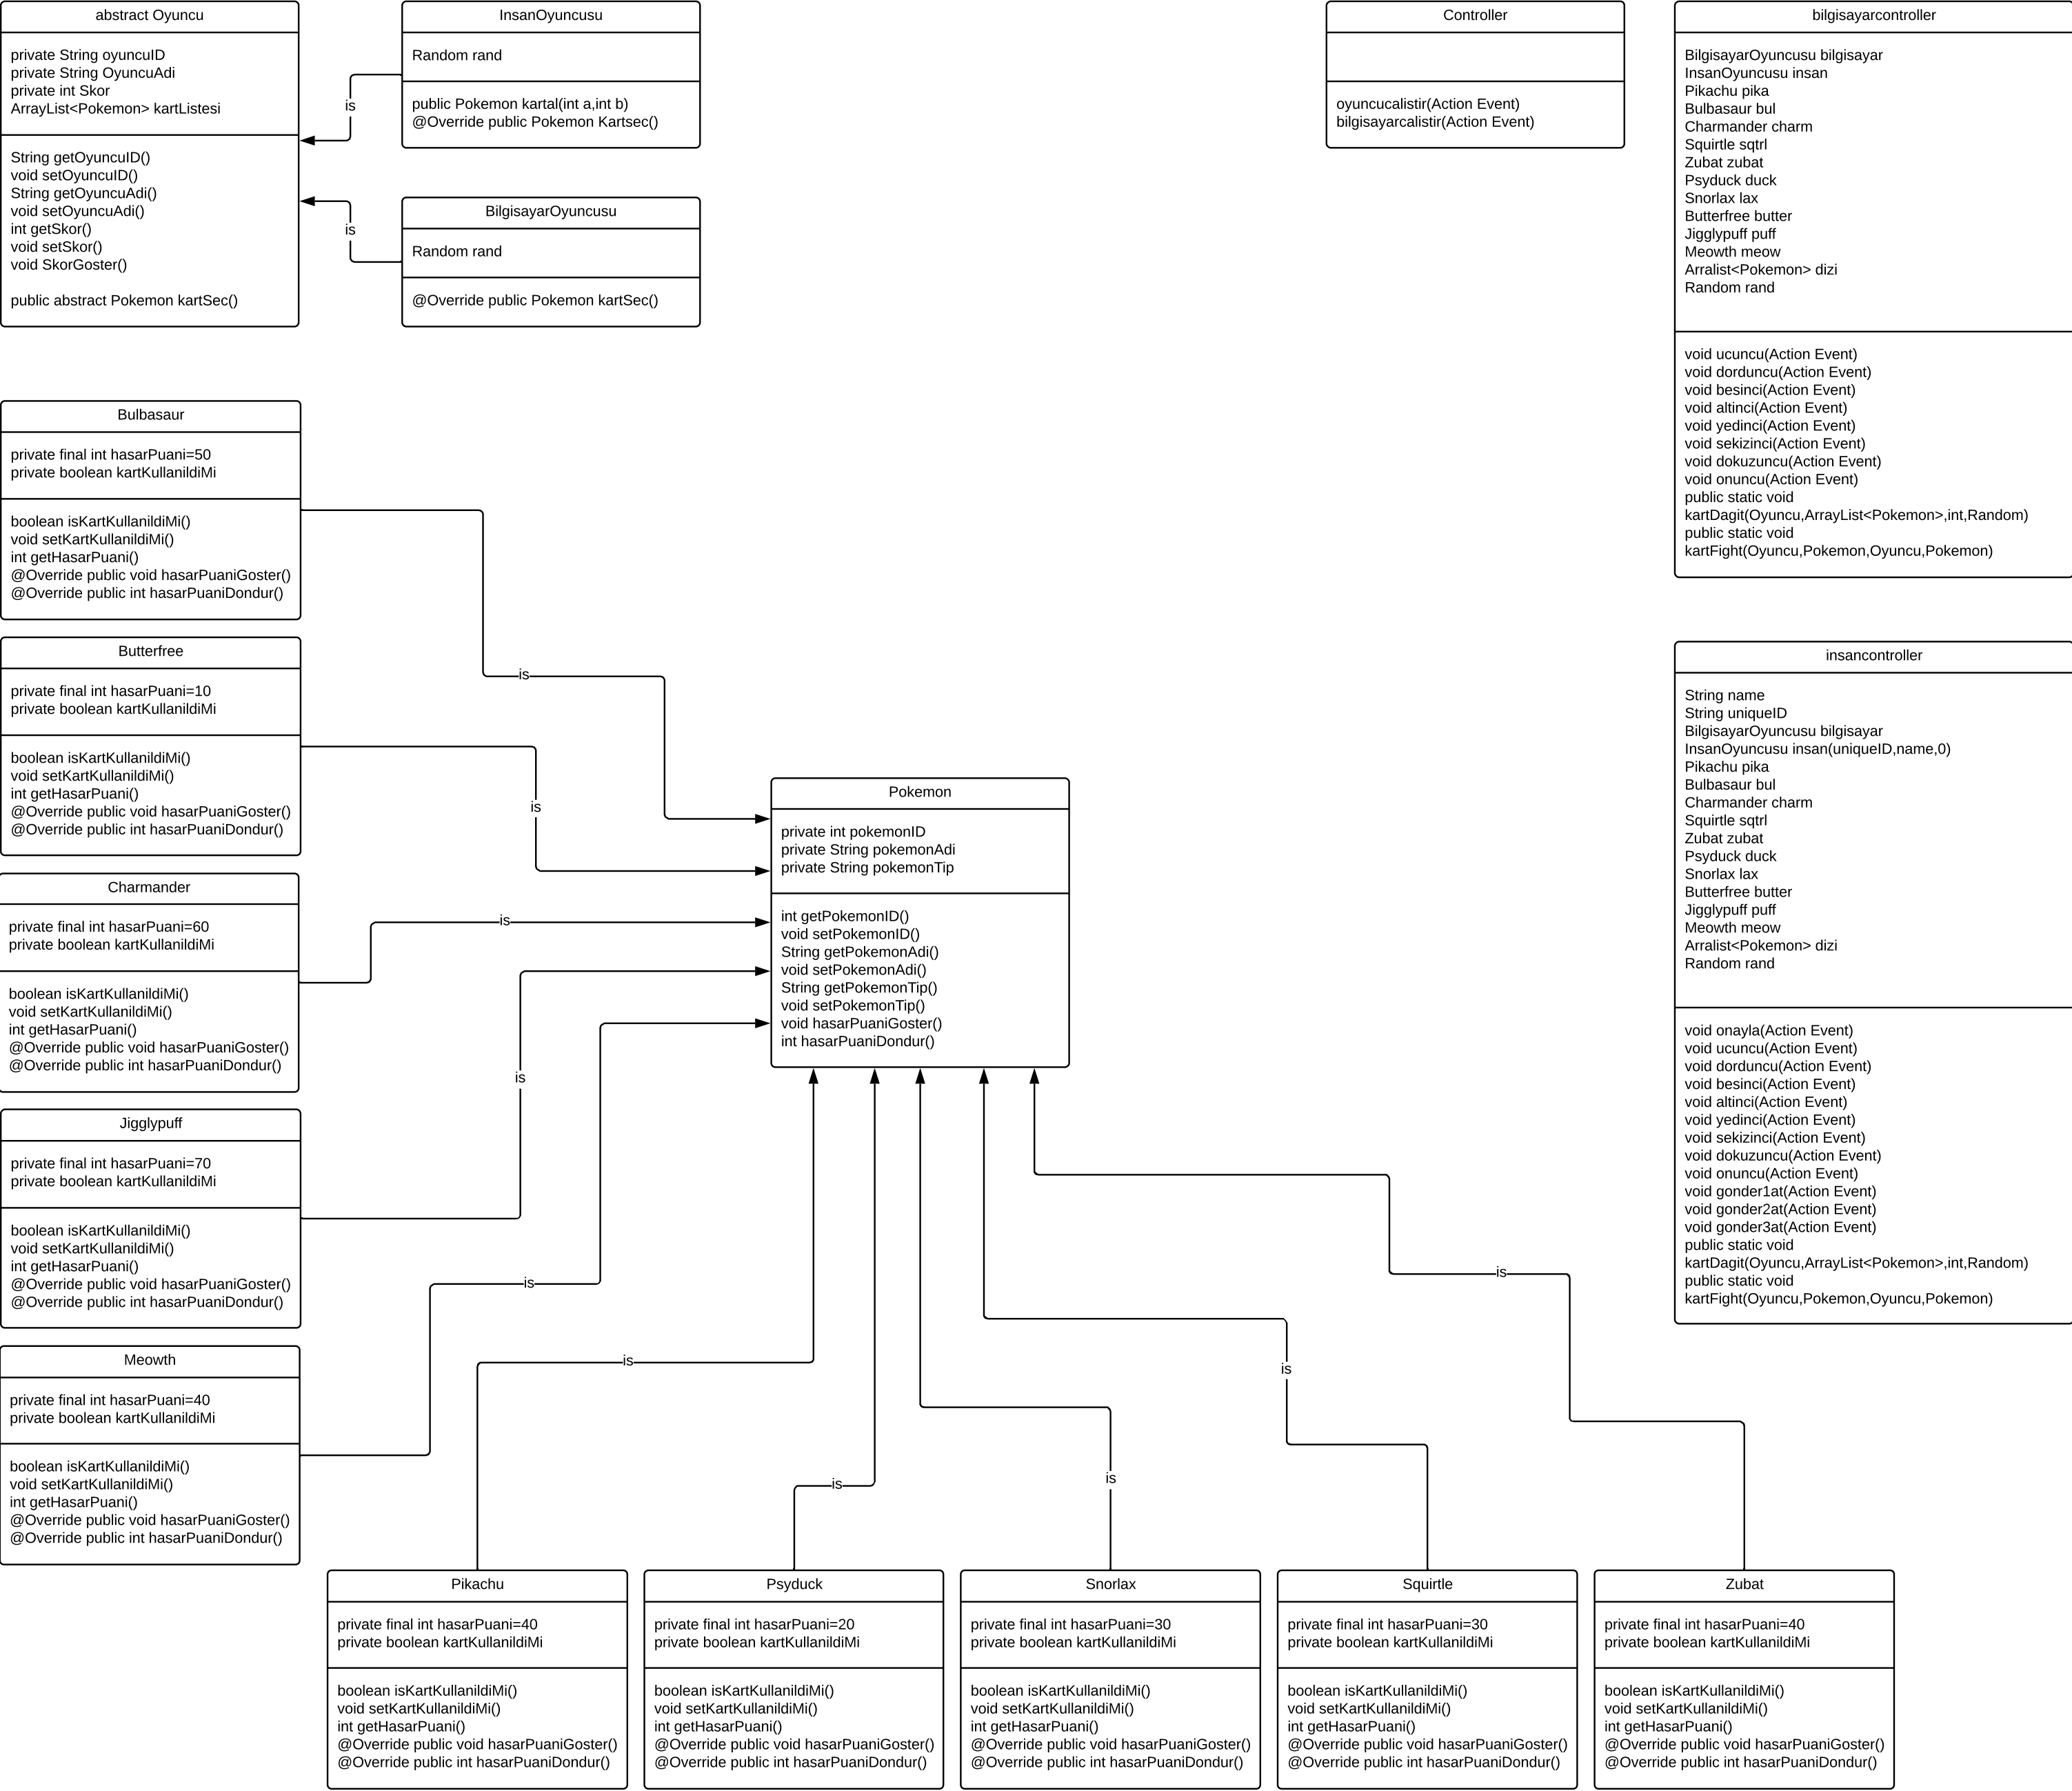 abstract Oyuncu
private String oyuncuID
private String OyuncuAdi
private int Skor
ArrayList<Pokemon> kartListesi
String getOyuncuID()
void setOyuncuID()
String getOyuncuAdi()
void setOyuncuAdi()
int getSkor()
void setSkor()
void SkorGoster()
public abstract Pokemon kartSec()
InsanOyuncusu
Random rand
public Pokemon kartal(int a,int b)
@Override public Pokemon Kartsec()
is
BilgisayarOyuncusu
Random rand
@Override public Pokemon kartSec()
is
Controller
oyuncucalistir(Action Event)
bilgisayarcalistir(Action Event)
bilgisayarcontroller
BilgisayarOyuncusu bilgisayar
InsanOyuncusu insan
Pikachu pika
Bulbasaur bul
Charmander charm
Squirtle sqtrl
Zubat zubat
Psyduck duck
Snorlax lax
Butterfree butter
Jigglypuff puff
Meowth meow
Arralist<Pokemon> dizi
Random rand
void ucuncu(Action Event)
void dorduncu(Action Event)
void besinci(Action Event)
void altinci(Action Event)
void yedinci(Action Event)
void sekizinci(Action Event)
void dokuzuncu(Action Event)
void onuncu(Action Event)
public static void
kartDagit(Oyuncu,ArrayList<Pokemon>,int,Random)
public static void
kartFight(Oyuncu,Pokemon,Oyuncu,Pokemon)
Bulbasaur
private final int hasarPuani=50
private boolean kartKullanildiMi
boolean isKartKullanildiMi()
void setKartKullanildiMi()
int getHasarPuani()
@Override public void hasarPuaniGoster()
@Override public int hasarPuaniDondur()
is
Butterfree
private final int hasarPuani=10
private boolean kartKullanildiMi
boolean isKartKullanildiMi()
void setKartKullanildiMi()
int getHasarPuani()
@Override public void hasarPuaniGoster()
@Override public int hasarPuaniDondur()
is
Charmander
private final int hasarPuani=60
private boolean kartKullanildiMi
boolean isKartKullanildiMi()
void setKartKullanildiMi()
int getHasarPuani()
@Override public void hasarPuaniGoster()
@Override public int hasarPuaniDondur()
is
Jigglypuff
private final int hasarPuani=70
private boolean kartKullanildiMi
boolean isKartKullanildiMi()
void setKartKullanildiMi()
int getHasarPuani()
@Override public void hasarPuaniGoster()
@Override public int hasarPuaniDondur()
is
Meowth
private final int hasarPuani=40
private boolean kartKullanildiMi
boolean isKartKullanildiMi()
void setKartKullanildiMi()
int getHasarPuani()
@Override public void hasarPuaniGoster()
@Override public int hasarPuaniDondur()
is
Pokemon
private int pokemonID
private String pokemonAdi
private String pokemonTip
int getPokemonID()
void setPokemonID()
String getPokemonAdi()
void setPokemonAdi()
String getPokemonTip()
void setPokemonTip()
void hasarPuaniGoster()
int hasarPuaniDondur()
insancontroller
String name
String uniqueID
BilgisayarOyuncusu bilgisayar
InsanOyuncusu insan(uniqueID,name,0)
Pikachu pika
Bulbasaur bul
Charmander charm
Squirtle sqtrl
Zubat zubat
Psyduck duck
Snorlax lax
Butterfree butter
Jigglypuff puff
Meowth meow
Arralist<Pokemon> dizi
Random rand
void onayla(Action Event)
void ucuncu(Action Event)
void dorduncu(Action Event)
void besinci(Action Event)
void altinci(Action Event)
void yedinci(Action Event)
void sekizinci(Action Event)
void dokuzuncu(Action Event)
void onuncu(Action Event)
void gonder1at(Action Event)
void gonder2at(Action Event)
void gonder3at(Action Event)
public static void
kartDagit(Oyuncu,ArrayList<Pokemon>,int,Random)
public static void
kartFight(Oyuncu,Pokemon,Oyuncu,Pokemon)
is
is
is
is
is
Pikachu
private final int hasarPuani=40
private boolean kartKullanildiMi
boolean isKartKullanildiMi()
void setKartKullanildiMi()
int getHasarPuani()
@Override public void hasarPuaniGoster()
@Override public int hasarPuaniDondur()
Psyduck
private final int hasarPuani=20
private boolean kartKullanildiMi
boolean isKartKullanildiMi()
void setKartKullanildiMi()
int getHasarPuani()
@Override public void hasarPuaniGoster()
@Override public int hasarPuaniDondur()
Snorlax
private final int hasarPuani=30
private boolean kartKullanildiMi
boolean isKartKullanildiMi()
void setKartKullanildiMi()
int getHasarPuani()
@Override public void hasarPuaniGoster()
@Override public int hasarPuaniDondur()
Squirtle
private final int hasarPuani=30
private boolean kartKullanildiMi
boolean isKartKullanildiMi()
void setKartKullanildiMi()
int getHasarPuani()
@Override public void hasarPuaniGoster()
@Override public int hasarPuaniDondur()
Zubat
private final int hasarPuani=40
private boolean kartKullanildiMi
boolean isKartKullanildiMi()
void setKartKullanildiMi()
int getHasarPuani()
@Override public void hasarPuaniGoster()
@Override public int hasarPuaniDondur()